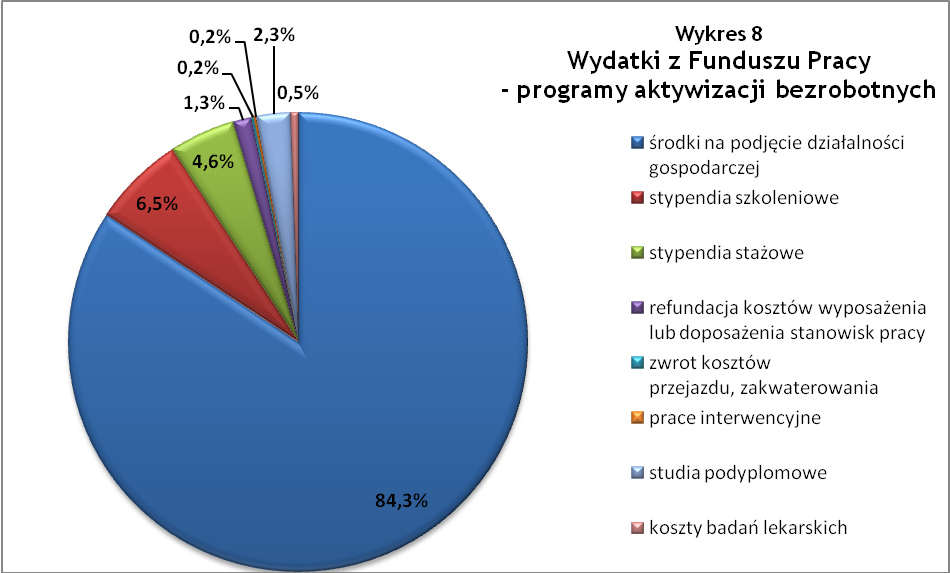 Wykres 8
Wydatki z Funduszu Pracy
- programy aktywizacji bezrobotnych
0,2%
2,3%
0,2%
1,3%
0,5%
4,6%
6,5%
84,3%
środki na podjęcie działalności
gospodarczej
stypendia szkoleniowe
stypendia stażowe
refundacja kosztów wyposażenia
lub doposażenia stanowisk pracy
zwrot kosztów
przejazdu, zakwaterowania
prace interwencyjne
studia podyplomowe
koszty badań lekarskich